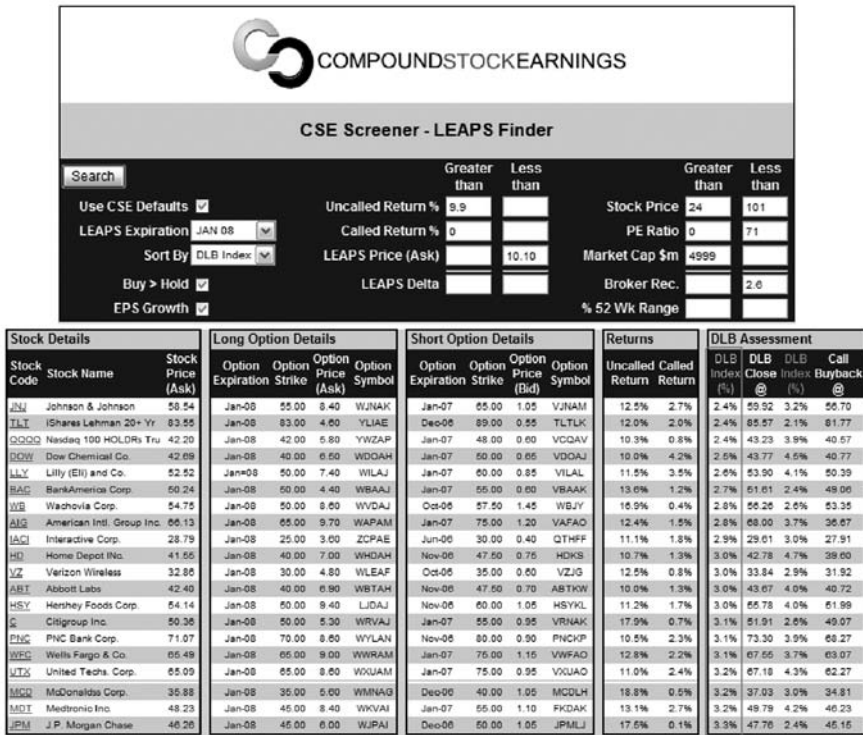 COMPOUNDSTOCKEARNINGS
CSE Screener - LEAPS Finder
Search
Greater than Less than Greater than Less than
Use CSE Defaults Uncalled Return % 9.9 Stock Price 24 101
LEAPS Expiration JAN 08 Called Return % 0 PE Ratio 0 71
Sort By DLB Index LEAPS Price (Ask) 10.10 Market Cap $m 4999
Buy > Hold LEAPS Delta Broker Rec. 2.6
EPS Growth % 52 Wk Range
Stock Details Long Option Details Short Option Details Returns DLB Assessment
Stock Code Stock Name Stock Price (Ask) Option Expiration Option Strike Option Price (Ask) Option Symbol Option Expiration Option Strike Option Price (Bid) Option Symbol Uncalled Return Called Return DLB Index (%) DLB Close @ DLB Index (%) Call Buyback @
JNJ Johnson & Johnson 58.54 Jan-08 55.00 8.40 WJNAK Jan-07 65.00 1.05 VJNAM 12.5% 2.7% 2.4% 59.92 3.2% 56.70
TLT iShares Lehman 20+ Yr 83.55 Jan-08 83.00 4.60 YLIAE Dec-06 89.00 0.55 TLTLK 12.0% 2.0% 2.4% 85.57 2.1% 81.77
QQQQ Nasdaq 100 HOLDRs Tru 42.20 Jan-08 42.00 5.80 YWZAP Jan-07 48.00 0.60 VCQAV 10.3% 0.8% 2.4% 43.23 3.9% 40.57
DOW Dow Chemical Co. 42.69 Jan-08 40.00 6.50 WDOAH Jan-07 50.00 0.65 VDOAJ 10.0% 4.2% 2.5% 43.77 4.5% 40.77
LLY Lilly (Eli) and Co. 52.52 Jan=08 50.00 7.40 WILAJ Jan-07 60.00 0.85 VILAL 11.5% 3.5% 2.6% 53.90 4.1% 50.39
BAC BankAmerica Corp. 50.24 Jan-08 50.00 4.40 WBAAJ Jan-07 55.00 0.60 VBAAK 13.6% 1.2% 2.7% 51.61 2.4% 49.06
WB Wachovia Corp. 54.75 Jan-08 50.00 8.60 WVDAJ Oct-06 57.50 1.45 WBJY 16.9% 0.4% 2.8% 56.26 2.6% 53.35
AIG American Intl. Group Inc. 66.13 Jan-08 65.00 9.70 WAPAM Jan-07 75.00 1.20 VAFAO 12.4% 1.5% 2.8% 68.00 3.7% 36.67
IACI Interactive Corp. 28.79 Jan-08 25.00 3.60 ZCPAE Jun-06 30.00 0.40 QTHFF 11.1% 1.8% 2.9% 29.61 3.0% 27.91
HD Home Depot INc. 41.55 Jan-08 40.00 7.00 WHDAH Nov-06 47.50 0.75 HDKS 10.7% 1.3% 3.0% 42.78 4.7% 39.60
VZ Verizon Wireless 32.86 Jan-08 30.00 4.80 WLEAF Oct-06 35.00 0.60 VZJG 12.5% 0.8% 3.0% 33.84 2.9% 31.92
ABT Abbott Labs 42.40 Jan-08 40.00 6.90 WBTAH Nov-06 47.50 0.70 ABTKW 10.0% 1.3% 3.0% 43.67 4.0% 40.72
HSY Hershey Foods Corp. 54.14 Jan-08 50.00 9.40 LJDAJ Nov-06 60.00 1.05 HSYKL 11.2% 1.7% 3.0% 55.78 4.0% 51.99
C Citigroup Inc. 50.36 Jan-08 50.00 5.30 WRVAJ Jan-07 55.00 0.95 VRNAK 17.9% 0.7% 3.1% 51.91 2.6% 49.07
PNC PNC Bank Corp. 71.07 Jan-08 70.00 8.60 WYLAN Nov-06 80.00 0.90 PNCKP 10.5% 2.3% 3.1% 73.30 3.9% 68.27
WFC Wells Fargo & Co. 65.49 Jan-08 65.00 9.00 WWRAM Jan-07 75.00 1.15 VWFAO 12.8% 2.2% 3.1% 67.55 3.7% 63.07
UTX United Techs. Corp. 65.09 Jan-08 65.00 8.60 WXUAM Jan-07 75.00 0.95 VXUAO 11.0% 2.4% 3.2% 67.18 4.3% 62.27
MCD McDonaldss Corp. 35.88 Jan-08 35.00 5.60 WMNAG Dec-06 40.00 1.05 MCDLH 18.8% 0.5% 3.2% 37.03 3.0% 34.81
MDT Medtronic Inc. 48.23 Jan-08 45.00 8.40 WKVAI Jan-07 55.00 1.10 FKDAK 13.1% 2.7% 3.2% 49.79 4.2% 46.23
JPM J.P. Morgan Chase 46.26 Jan-08 45.00 6.00 WJPAI Dec-06 50.00 1.05 JPMLJ 17.5% 0.1% 3.3% 47.76 2.4% 45.15